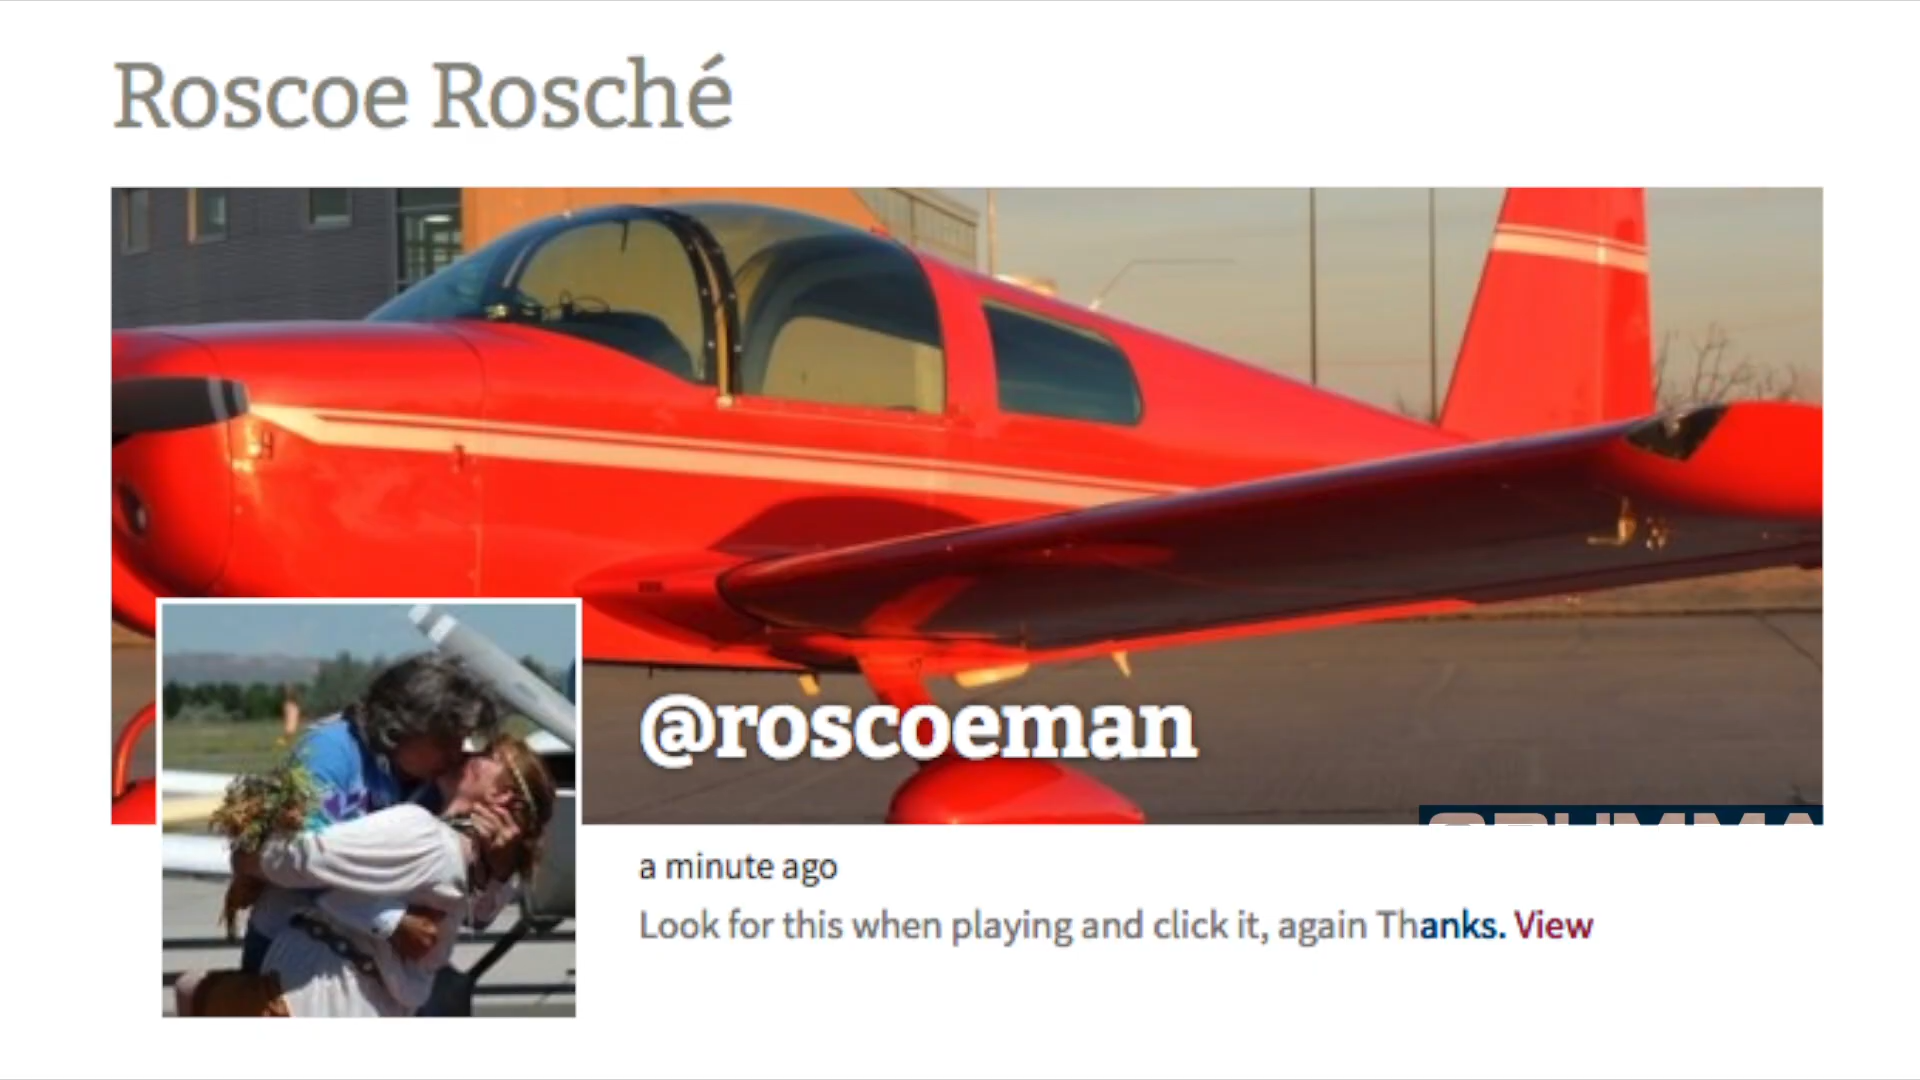 Roscoe Rosché
@roscoeman
a minute ago
Look for this when playing and click it, again Thanks. View